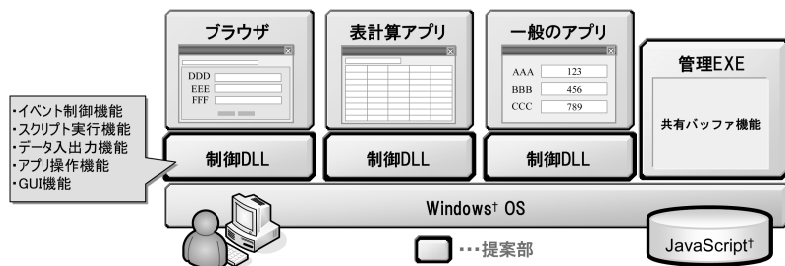 ブラウザ
DDD
EEE
FFF
表計算アプリ
一般のアプリ
AAA 123
BBB 456
CCC 789
管理EXE
共有バッファ機能
・イベント制御機能
・スクリプト実行機能
・データ入出力機能
・アプリ操作機能
・GUI機能
制御DLL
制御DLL
制御DLL
Windows† OS
JavaScript†
…提案部